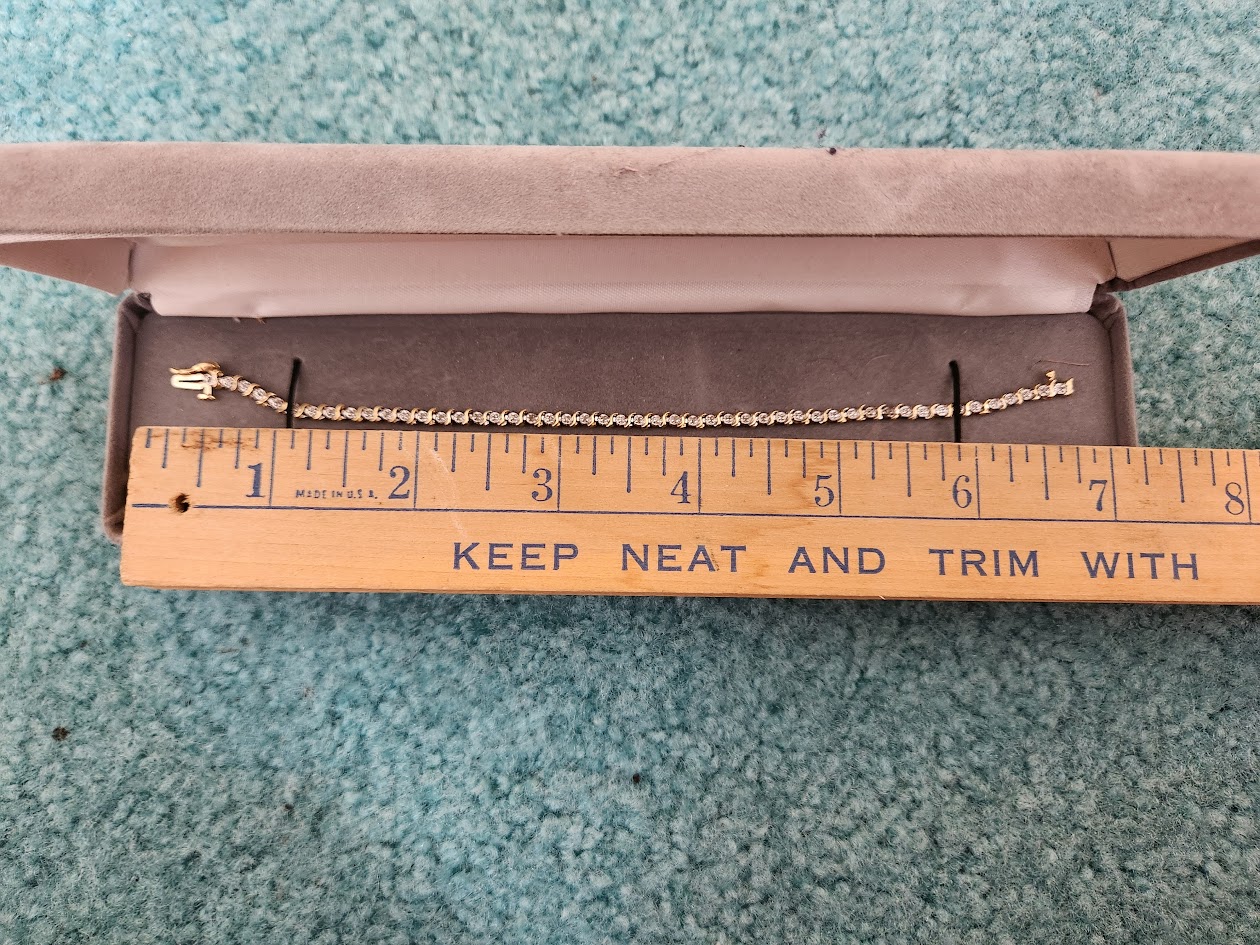 1 MADE IN U.S.A. 2 3 4 5 6 7 8
KEEP NEAT AND TRIM WITH